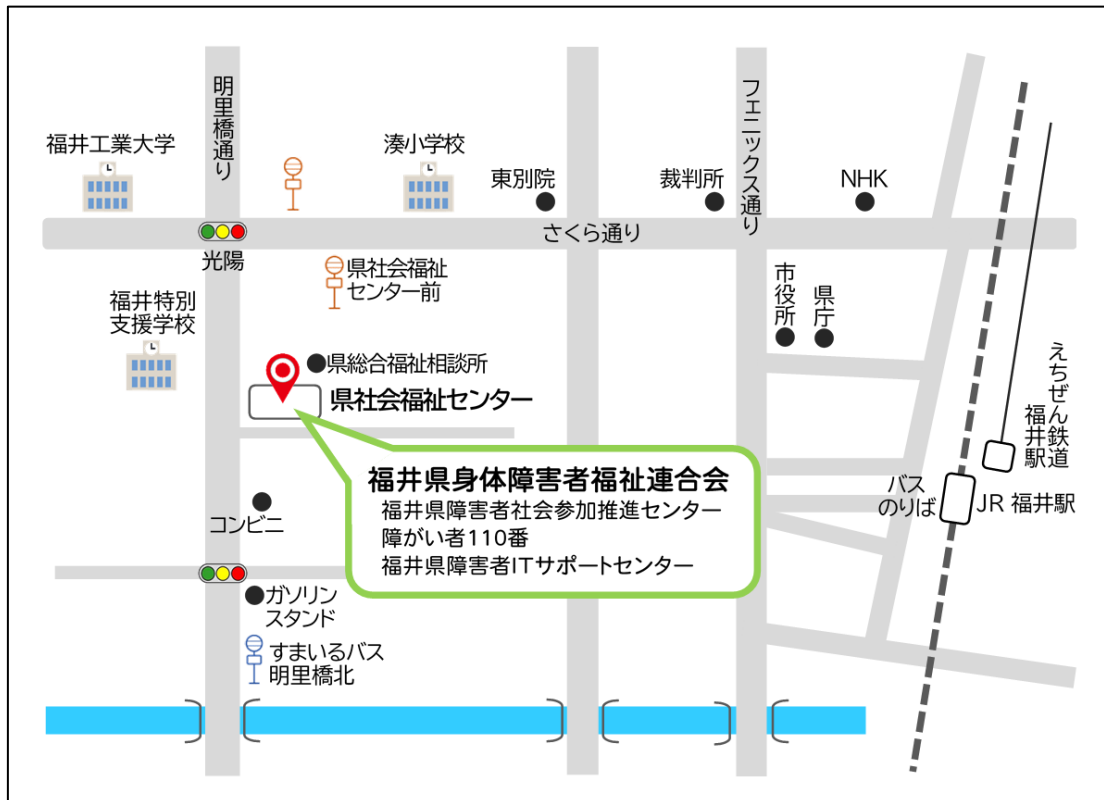 明里橋通り
フェニックス通り
福井工業大学
湊小学校
東別院
裁判所
NHK
さくら通り
光陽
県社会福祉
センター前
市役所
県庁
福井特別
支援学校
県総合福祉相談所
県社会福祉センター
えちぜん鉄道
福井駅
福井県身体障害者福祉連合会
福井県障害者社会参加推進センター
障がい者110番
福井県障害者ITサポートセンター
バス
のりば
JR 福井駅
コンビニ
ガソリン
スタンド
すまいるバス
明里橋北